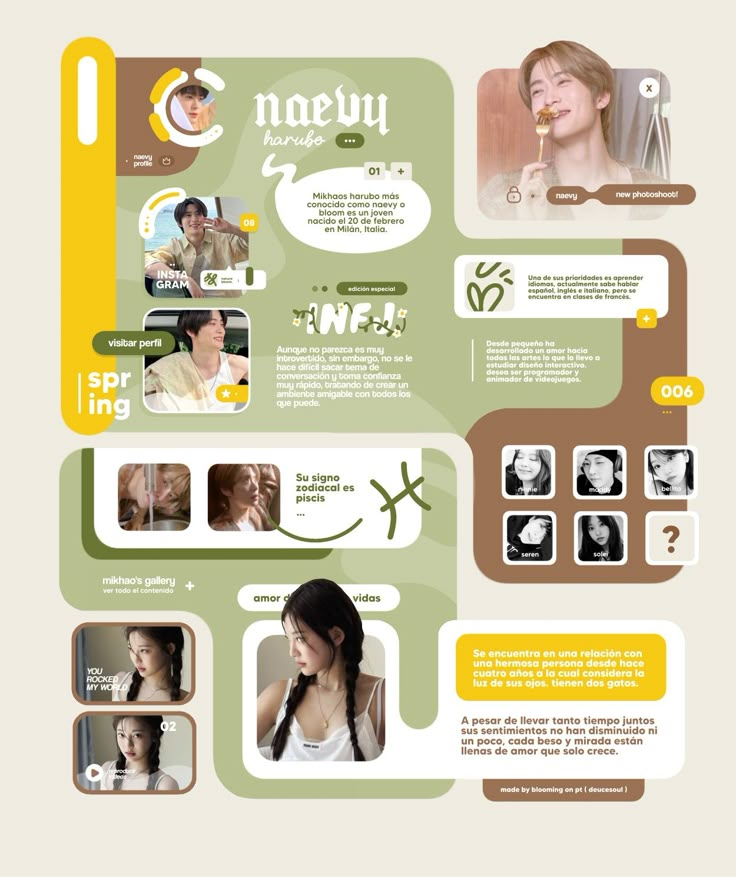 naevy
harubo
naevy
profile
01
+
Mikhaos harubo más
conocido como naevy o
bloom es un joven
nacido el 20 de febrero
en Milán, Italia.
x
naevy
new photoshoot!
08
INSTA
GRAM
visitar perfil
spr
ing
edición especial
INFJ
Aunque no parezca es muy
introvertido, sin embargo, no se le
hace difícil sacar tema de
conversación y toma confianza
muy rápido, tratando de crear un
ambiente amigable con todos los
que puede.
Una de sus prioridades es aprender
idiomas, actualmente sabe hablar
español, inglés e italiano, pero se
encuentra en clases de francés.
+
Desde pequeño ha
desarrollado un amor hacia
todas las artes lo que lo llevo a
estudiar diseño interactivo.
desea ser programador y
animador de videojuegos.
006
...
Su signo
zodiacal es
piscis
...
seren
solei
?
mikhao's gallery
ver todo el contenido
+
amor d
vidas
YOU
ROCKED
MY WORLD
02
Se encuentra en una relación con
una hermosa persona desde hace
cuatro años a la cual considera la
luz de sus ojos. tienen dos gatos.
A pesar de llevar tanto tiempo juntos
sus sentimientos no han disminuido ni
un poco, cada beso y mirada están
llenas de amor que solo crece.
made by blooming on pt ( deucesoul )